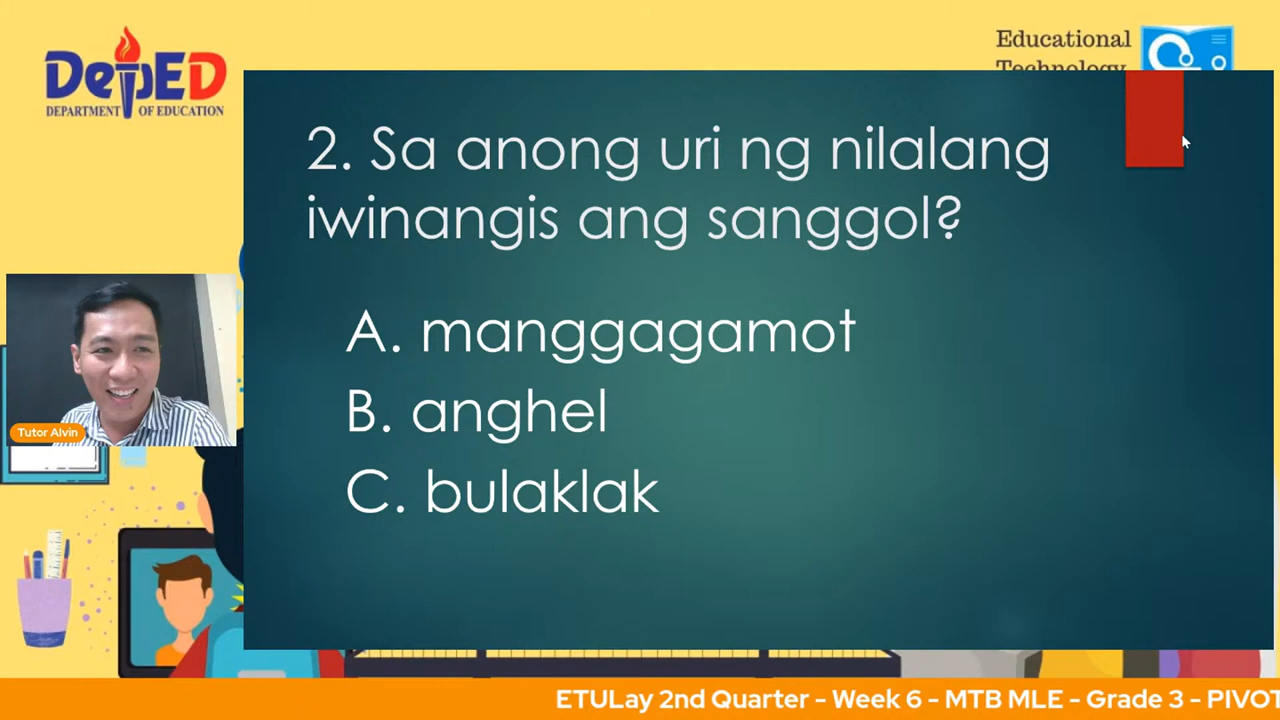 DepED
DEPARTMENT OF EDUCATION
Educational
Technology
2. Sa anong uri ng nilalang
iwinangis ang sanggol?
A. manggagamot
B. anghel
C. bulaklak
Tutor Alvin
ETULay 2nd Quarter - Week 6 - MTB MLE - Grade 3 - PIVOT